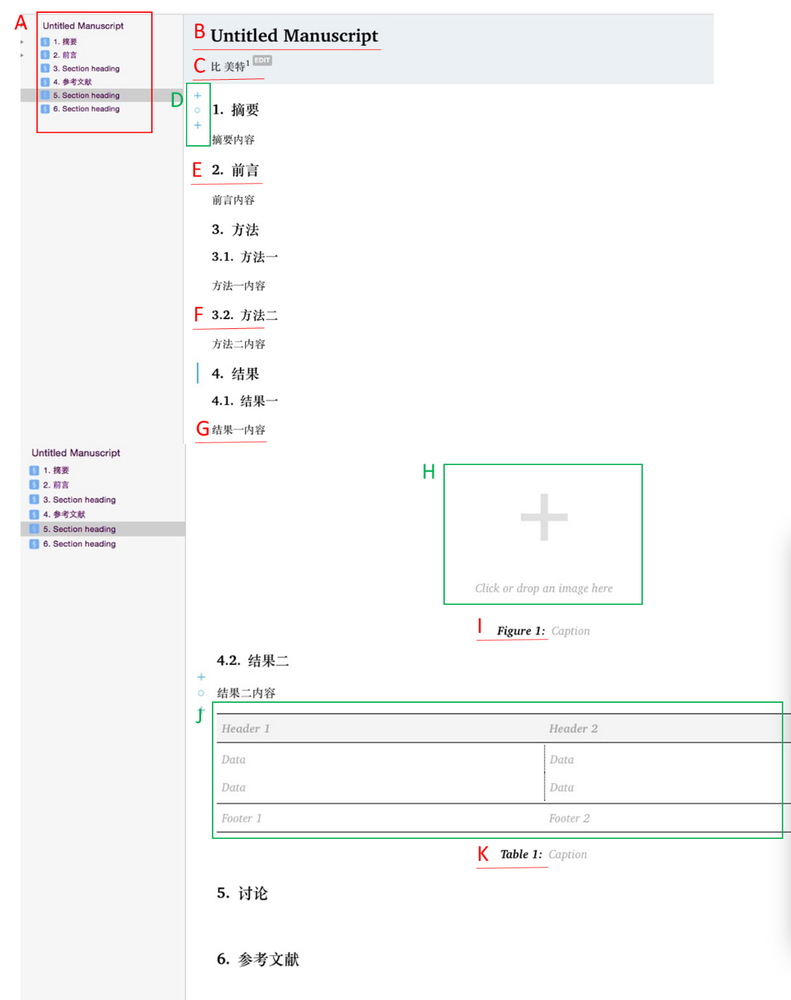 A
Untitled Manuscript
1. 摘要
2. 前言
3. Section heading
4. 参考文献
5. Section heading
6. Section heading
B Untitled Manuscript
C 比 美特1 EDIT
D
1. 摘要
摘要内容
E 2. 前言
前言内容
3. 方法
3.1. 方法一
方法一内容
F 3.2. 方法二
方法二内容
4. 结果
4.1. 结果一
G 结果一内容
Untitled Manuscript
1. 摘要
2. 前言
3. Section heading
4. 参考文献
5. Section heading
6. Section heading
H
Click or drop an image here
I Figure 1: Caption
4.2. 结果二
结果二内容
J
Header 1 Header 2
Data Data
Data Data
Footer 1 Footer 2
K Table 1: Caption
5. 讨论
6. 参考文献